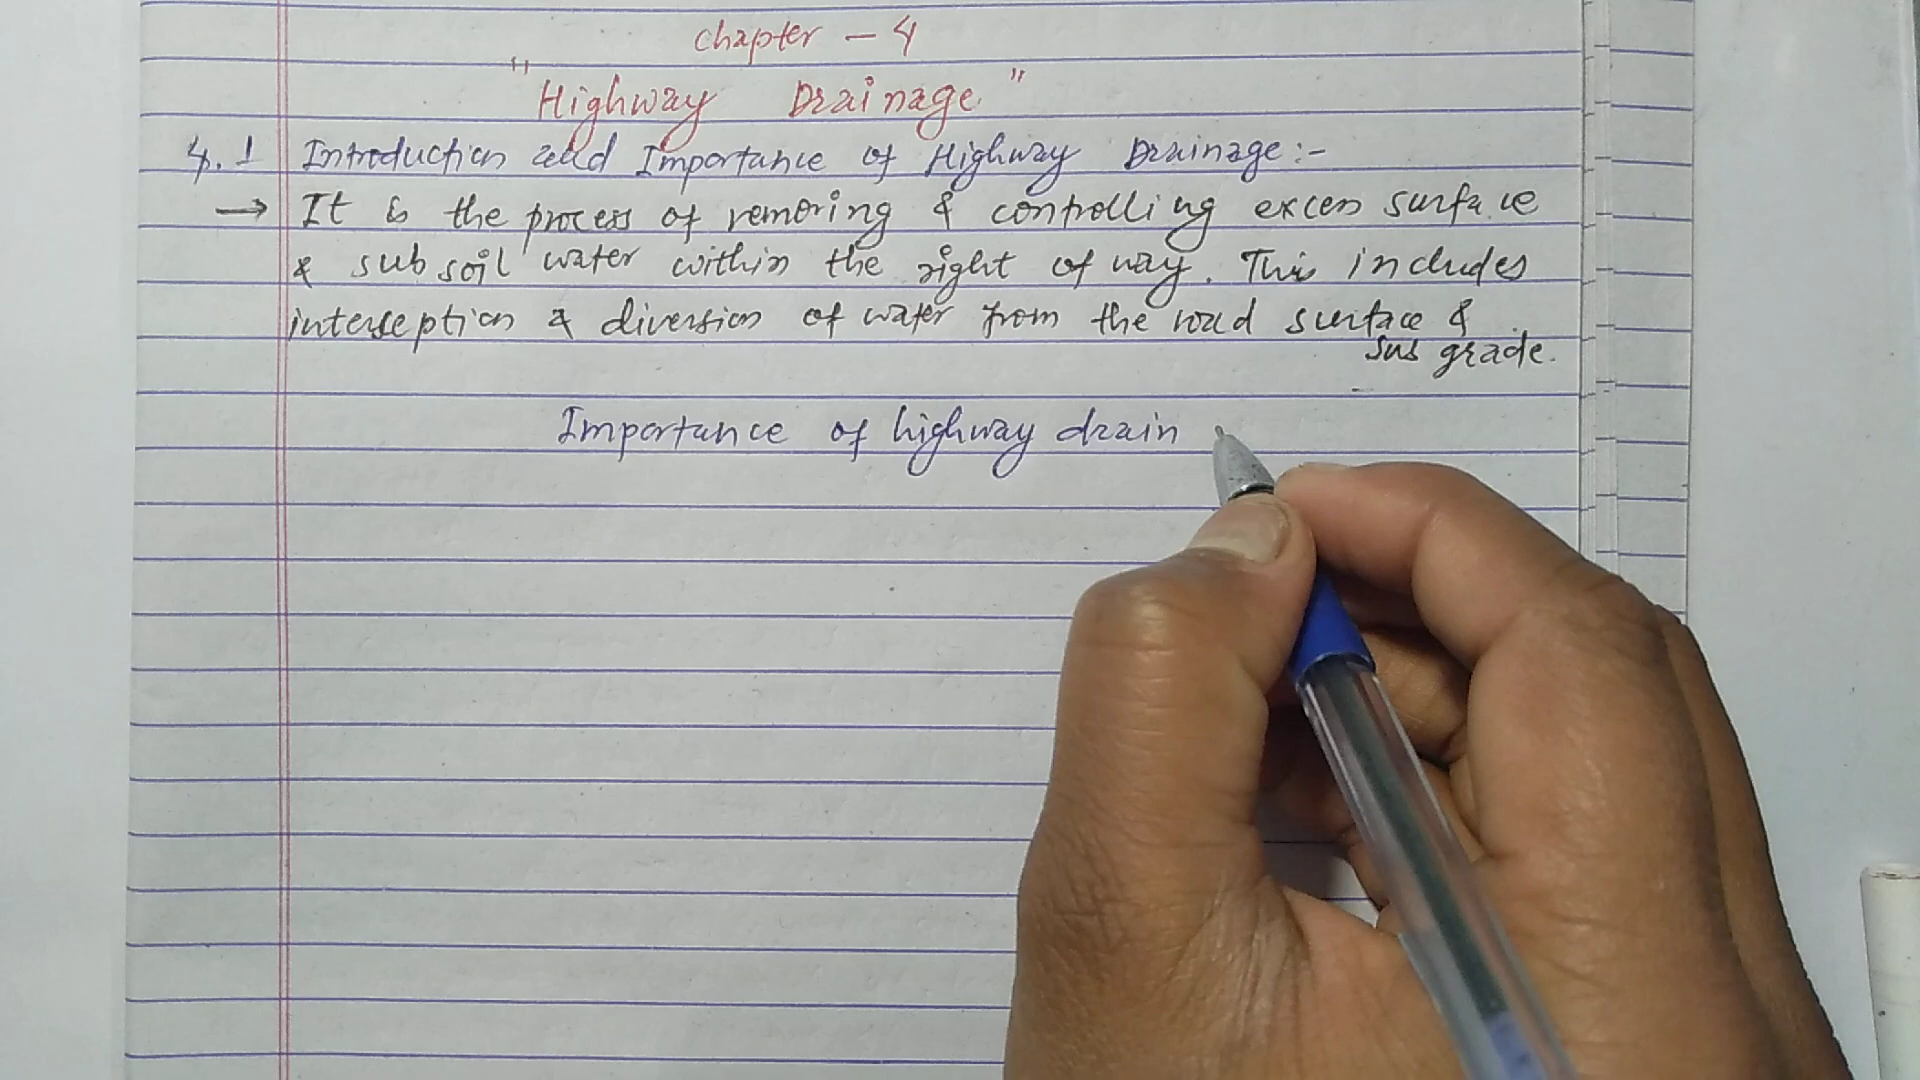 Chapter - 4
"Highway Drainage"
4.1 Introduction and Importance of Highway Drainage:-
→ It is the process of removing & controlling excess surface
& sub soil water within the right of way. This includes
interception & diversion of water from the road surface &
sub grade.
Importance of highway drain